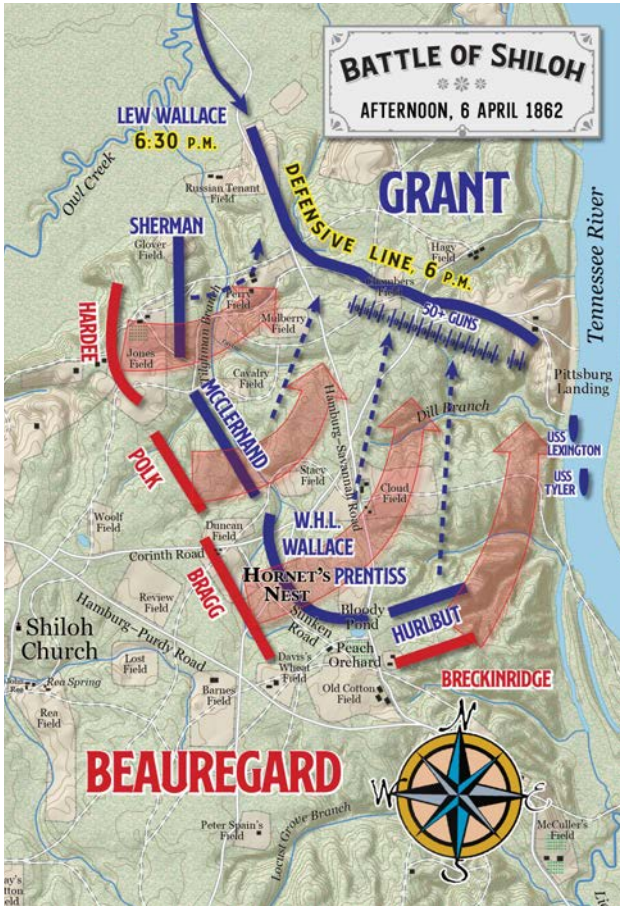 BATTLE OF SHILOH
AFTERNOON, 6 APRIL 1862
LEW WALLACE
6:30 P.M.
Owl Creek
Russian Tenant
Field
GRANT
DEFENSIVE LINE, 6 P.M.
Tennessee River
SHERMAN
Glover
Field
Hagy
Field
Chambers
Field
50+ GUNS
HARDEE
Perry
Field
Mulberry
Field
Tilghman Branch
Jones
Field
Cavalry
Field
Pittsburg
Landing
MCCLERNAND
Hamburg–Savannah Road
Dill Branch
USS
LEXINGTON
USS
TYLER
POLK
Stacy
Field
Cloud
Field
Woolf
Field
Duncan
Field
W.H.L.
WALLACE
Corinth Road
BRAGG
HORNET'S
NEST
PRENTISS
Review
Field
Bloody
Pond
HURLBUT
Sunken
Road
Shiloh
Church
Hamburg–Purdy Road
Lost
Field
Davis's
Wheat
Field
Peach
Orchard
BRECKINRIDGE
Rea Spring
Rea
Field
Barnes
Field
Old Cotton
Field
BEAUREGARD
N
W
E
S
Peter Spain's
Field
Locust Grove Branch
McCuller's
Field